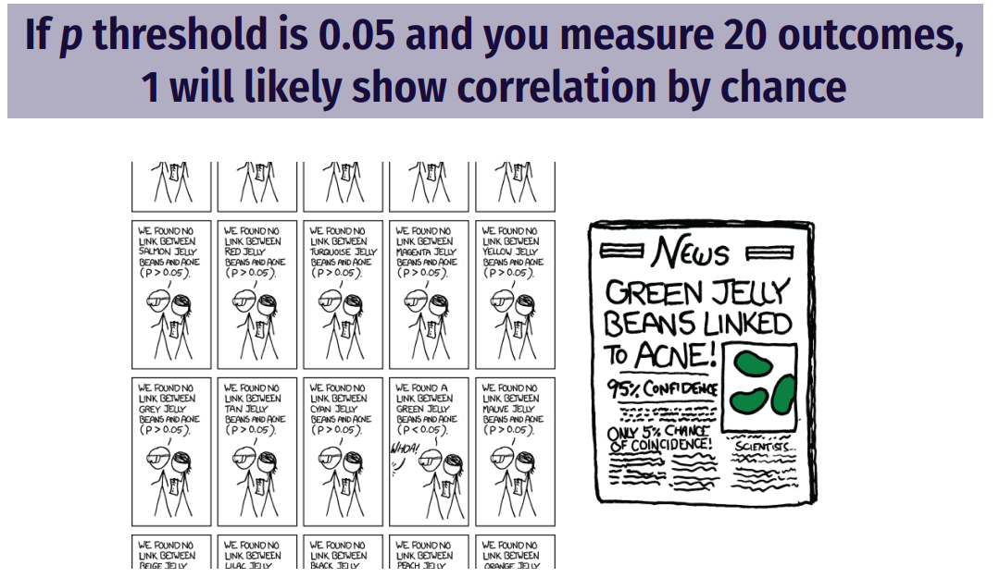 If p threshold is 0.05 and you measure 20 outcomes,
1 will likely show correlation by chance
WE FOUND NO
LINK BETWEEN
SALMON JELLY
BEANS AND ACNE
(P > 0.05).
WE FOUND NO
LINK BETWEEN
RED JELLY
BEANS AND ACNE
(P > 0.05).
WE FOUND NO
LINK BETWEEN
TURQUOISE JELLY
BEANS AND ACNE
(P > 0.05).
WE FOUND NO
LINK BETWEEN
MAGENTA JELLY
BEANS AND ACNE
(P > 0.05).
WE FOUND NO
LINK BETWEEN
YELLOW JELLY
BEANS AND ACNE
(P > 0.05).
WE FOUND NO
LINK BETWEEN
GREY JELLY
BEANS AND ACNE
(P > 0.05).
WE FOUND NO
LINK BETWEEN
TAN JELLY
BEANS AND ACNE
(P > 0.05).
WE FOUND NO
LINK BETWEEN
CYAN JELLY
BEANS AND ACNE
(P > 0.05).
WE FOUND A
LINK BETWEEN
GREEN JELLY
BEANS AND ACNE
(P < 0.05).
WHOA!
WE FOUND NO
LINK BETWEEN
MAUVE JELLY
BEANS AND ACNE
(P > 0.05).
WE FOUND NO
LINK BETWEEN
BEIGE JELLY
WE FOUND NO
LINK BETWEEN
LILAC JELLY
WE FOUND NO
LINK BETWEEN
BLACK JELLY
WE FOUND NO
LINK BETWEEN
PEACH JELLY
WE FOUND NO
LINK BETWEEN
ORANGE JELLY
NEWS
GREEN JELLY
BEANS LINKED
TO ACNE!
95% CONFIDENCE
ONLY 5% CHANCE
OF COINCIDENCE!
SCIENTISTS...